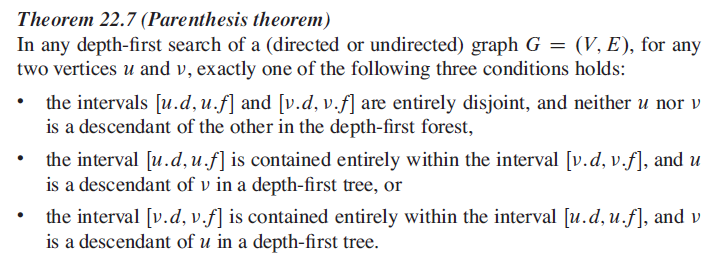 Theorem 22.7 (Parenthesis theorem)
In any depth-first search of a (directed or undirected) graph G = (V, E), for any
two vertices u and v, exactly one of the following three conditions holds:
• the intervals [u.d, u.f] and [v.d, v.f] are entirely disjoint, and neither u nor v
is a descendant of the other in the depth-first forest,
• the interval [u.d, u.f] is contained entirely within the interval [v.d, v.f], and u
is a descendant of v in a depth-first tree, or
• the interval [v.d, v.f] is contained entirely within the interval [u.d, u.f], and v
is a descendant of u in a depth-first tree.